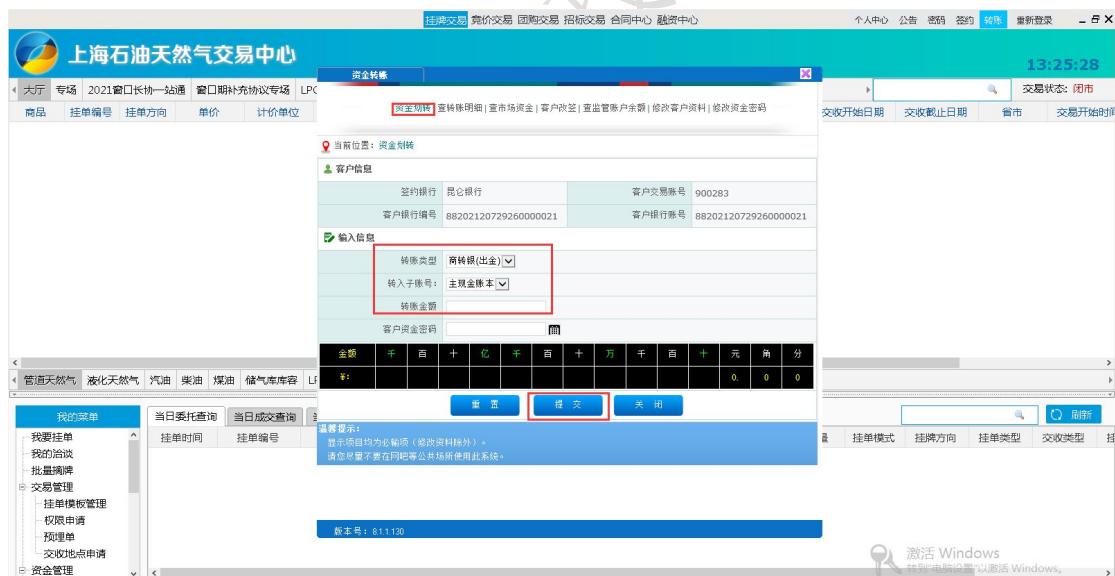 挂牌交易 竞价交易 团购交易 招标交易 合同中心 融资中心 个人中心 公告 密码 签约 转账 重新登录
上海石油天然气交易中心
13:25:28
大厅 专场 2021窗口长协一站通 窗口期补充协议专场 交易状态: 闭市
商品 挂单编号 挂单方向 单价 计价单位 交收开始日期 交收截止日期 省市 交易开始时间
资金转账
资金划转 查转账明细 | 查市场资金 | 客户改签 | 查监管账户余额 | 修改客户资料 | 修改资金密码
当前位置: 资金划转
客户信息
签约银行 昆仑银行 客户交易账号 900283
客户银行编号 88202120729260000021 客户银行账号 88202120729260000021
输入信息
转账类型 商转银(出金)
转入子账号: 主现金账本
转账金额
客户资金密码
金额 千 百 十 亿 千 百 十 万 千 百 十 元 角 分
¥: 0. 0 0
重 置 提 交 关 闭
温馨提示:
显示项目均为必输项（修改资料除外）。
请您尽量不要在网吧等公共场所使用此系统。
版本号: 8.1.1.130
管道天然气 液化天然气 汽油 柴油 煤油 储气库库容
我的菜单 当日委托查询 当日成交查询 刷新
挂单时间 挂单编号 挂单模式 挂牌方向 挂单类型 交收类型
我要挂单
我的洽谈
批量摘牌
交易管理
挂单模板管理
权限申请
预埋单
交收地点申请
资金管理
激活 Windows
转到"电脑设置"以激活 Windows。